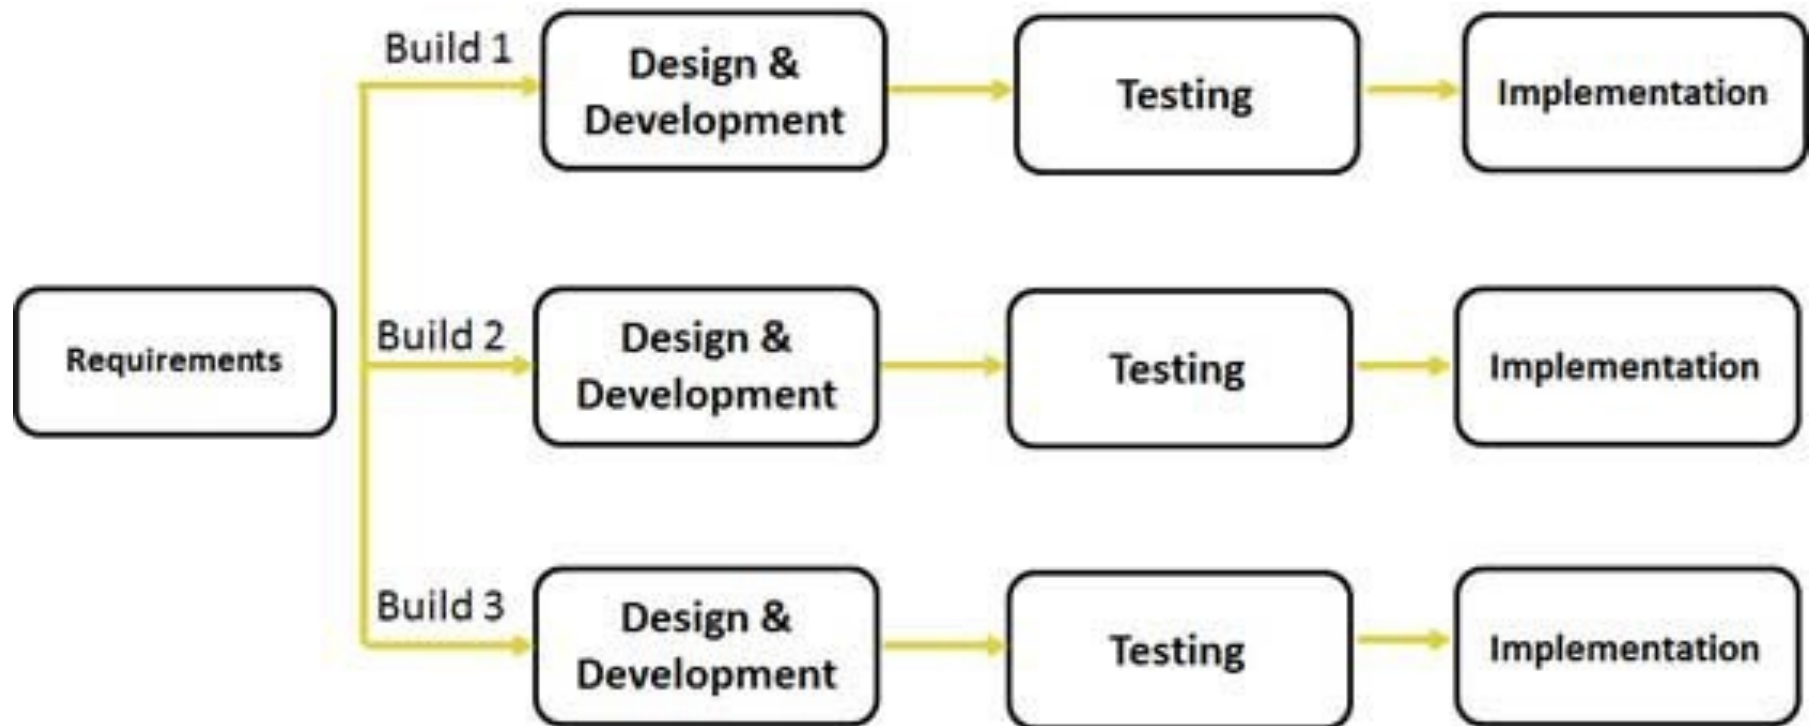 Build 1
Design &
Development
Testing
Implementation
Requirements
Build 2
Design &
Development
Testing
Implementation
Build 3
Design &
Development
Testing
Implementation